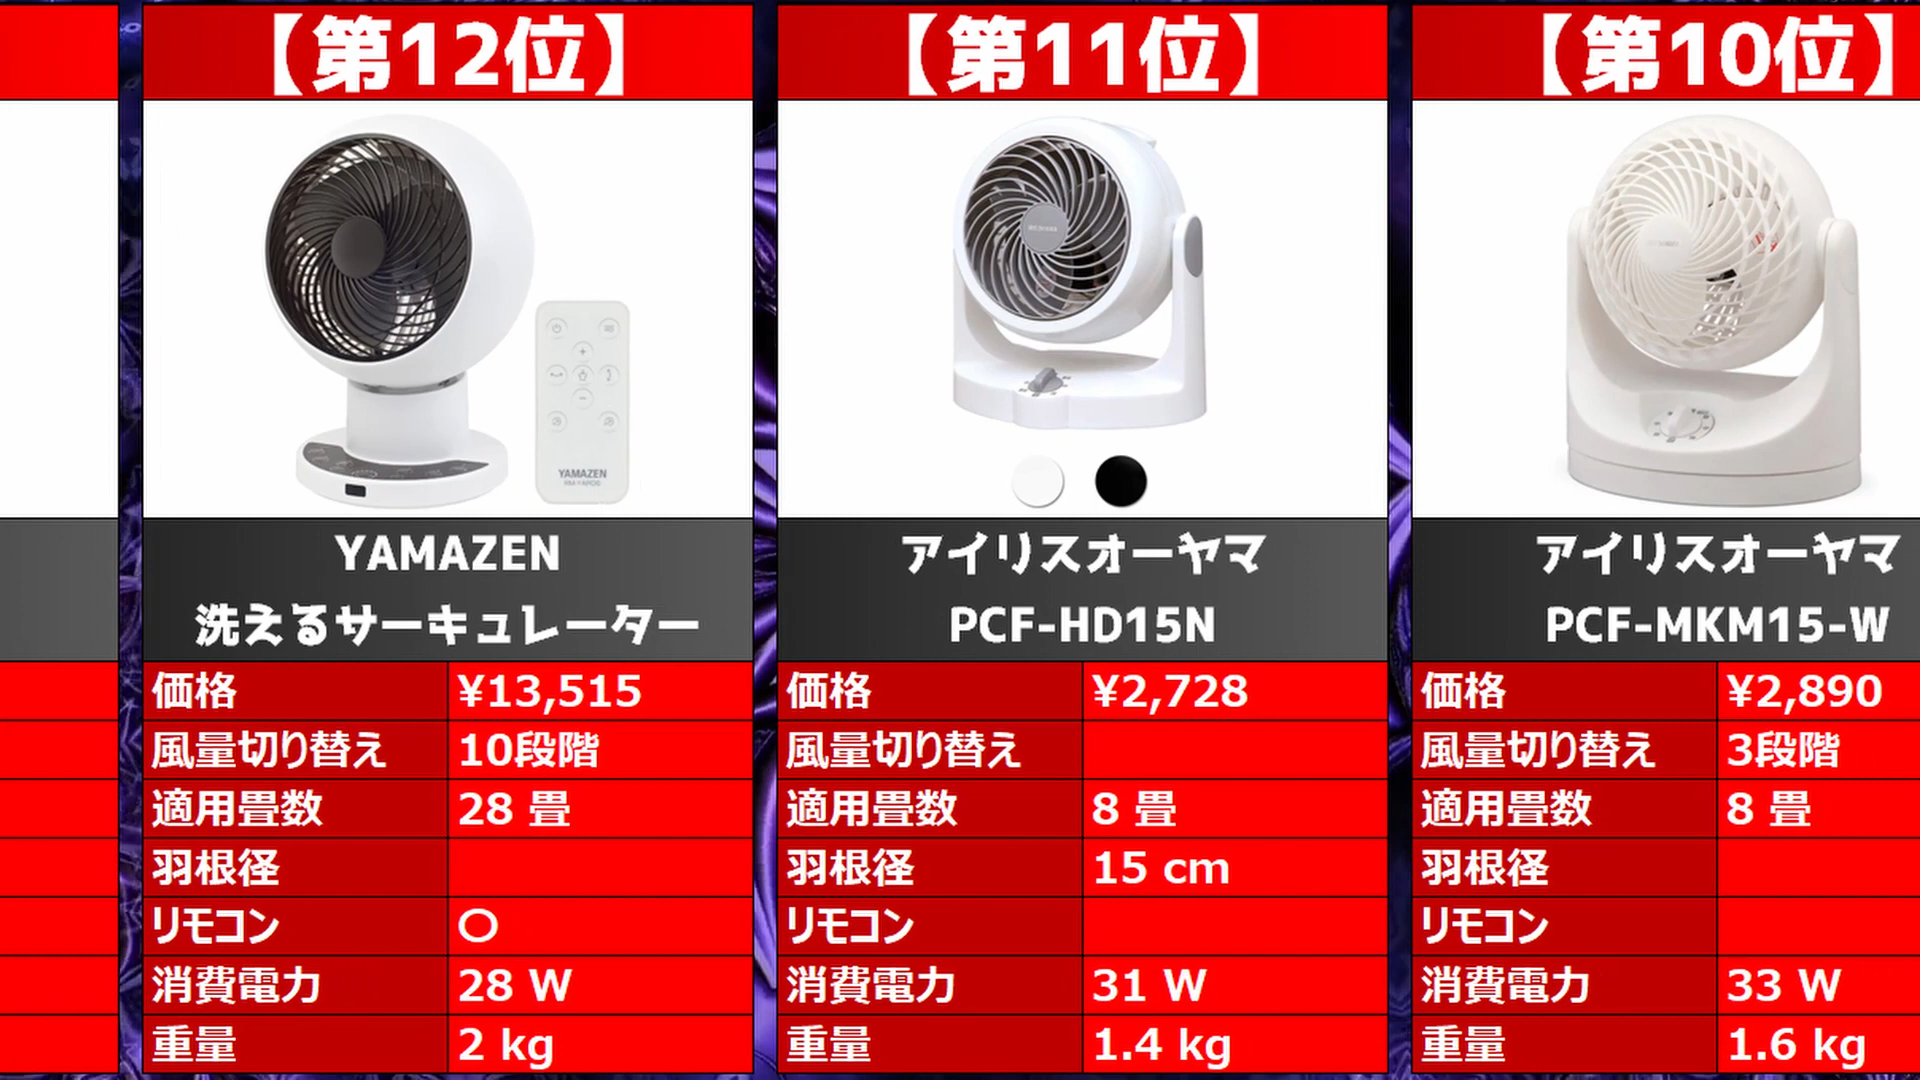 【第12位】
YAMAZEN
YAMAZEN
洗えるサーキュレーター
価格 ¥13,515
風量切り替え 10段階
適用畳数 28 畳
羽根径
リモコン 〇
消費電力 28 W
重量 2 kg
【第11位】
アイリスオーヤマ
PCF-HD15N
価格 ¥2,728
風量切り替え
適用畳数 8 畳
羽根径 15 cm
リモコン
消費電力 31 W
重量 1.4 kg
【第10位】
アイリスオーヤマ
PCF-MKM15-W
価格 ¥2,890
風量切り替え 3段階
適用畳数 8 畳
羽根径
リモコン
消費電力 33 W
重量 1.6 kg